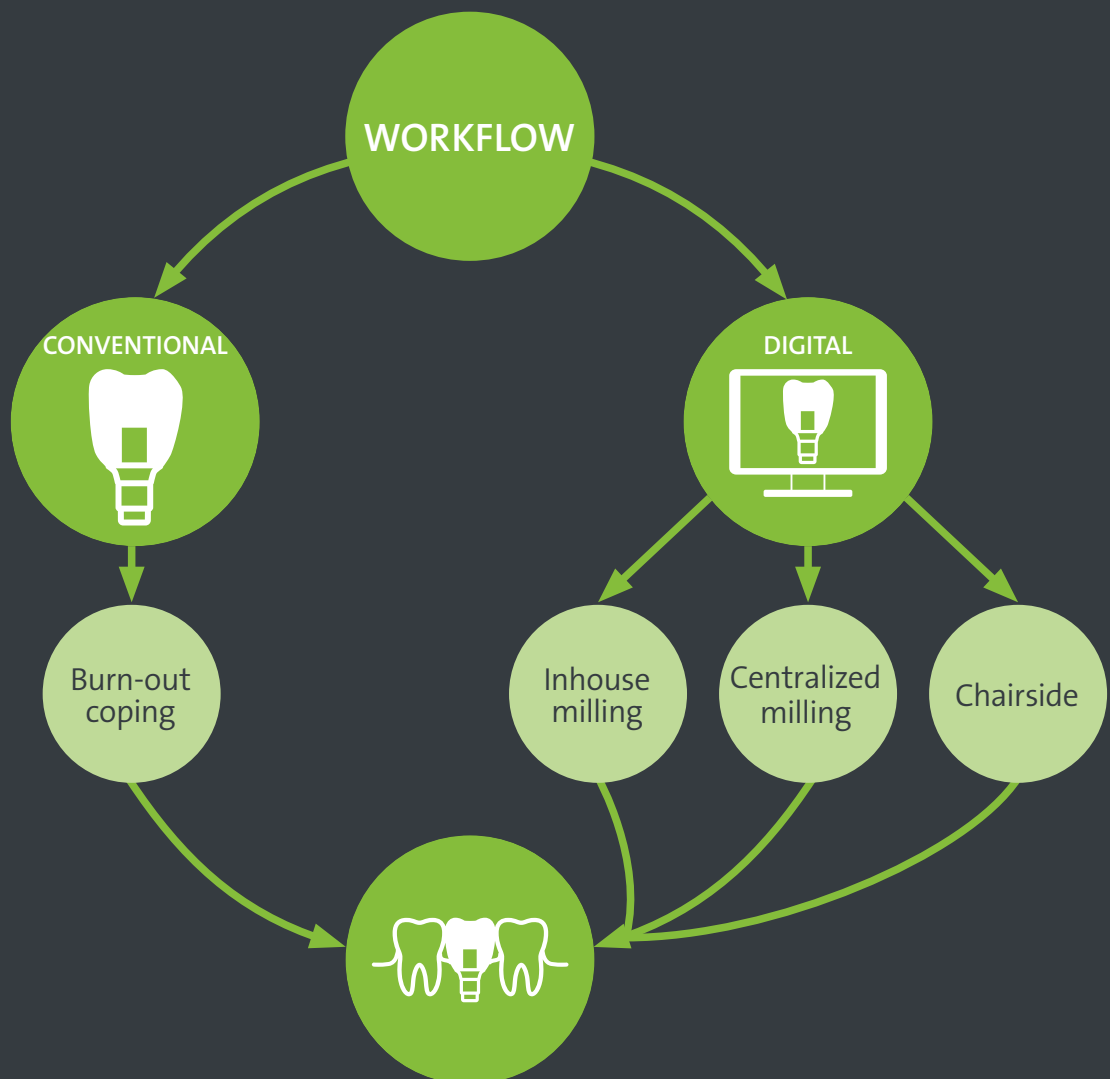 WORKFLOW
CONVENTIONAL
DIGITAL
Burn-out
coping
Inhouse
milling
Centralized
milling
Chairside